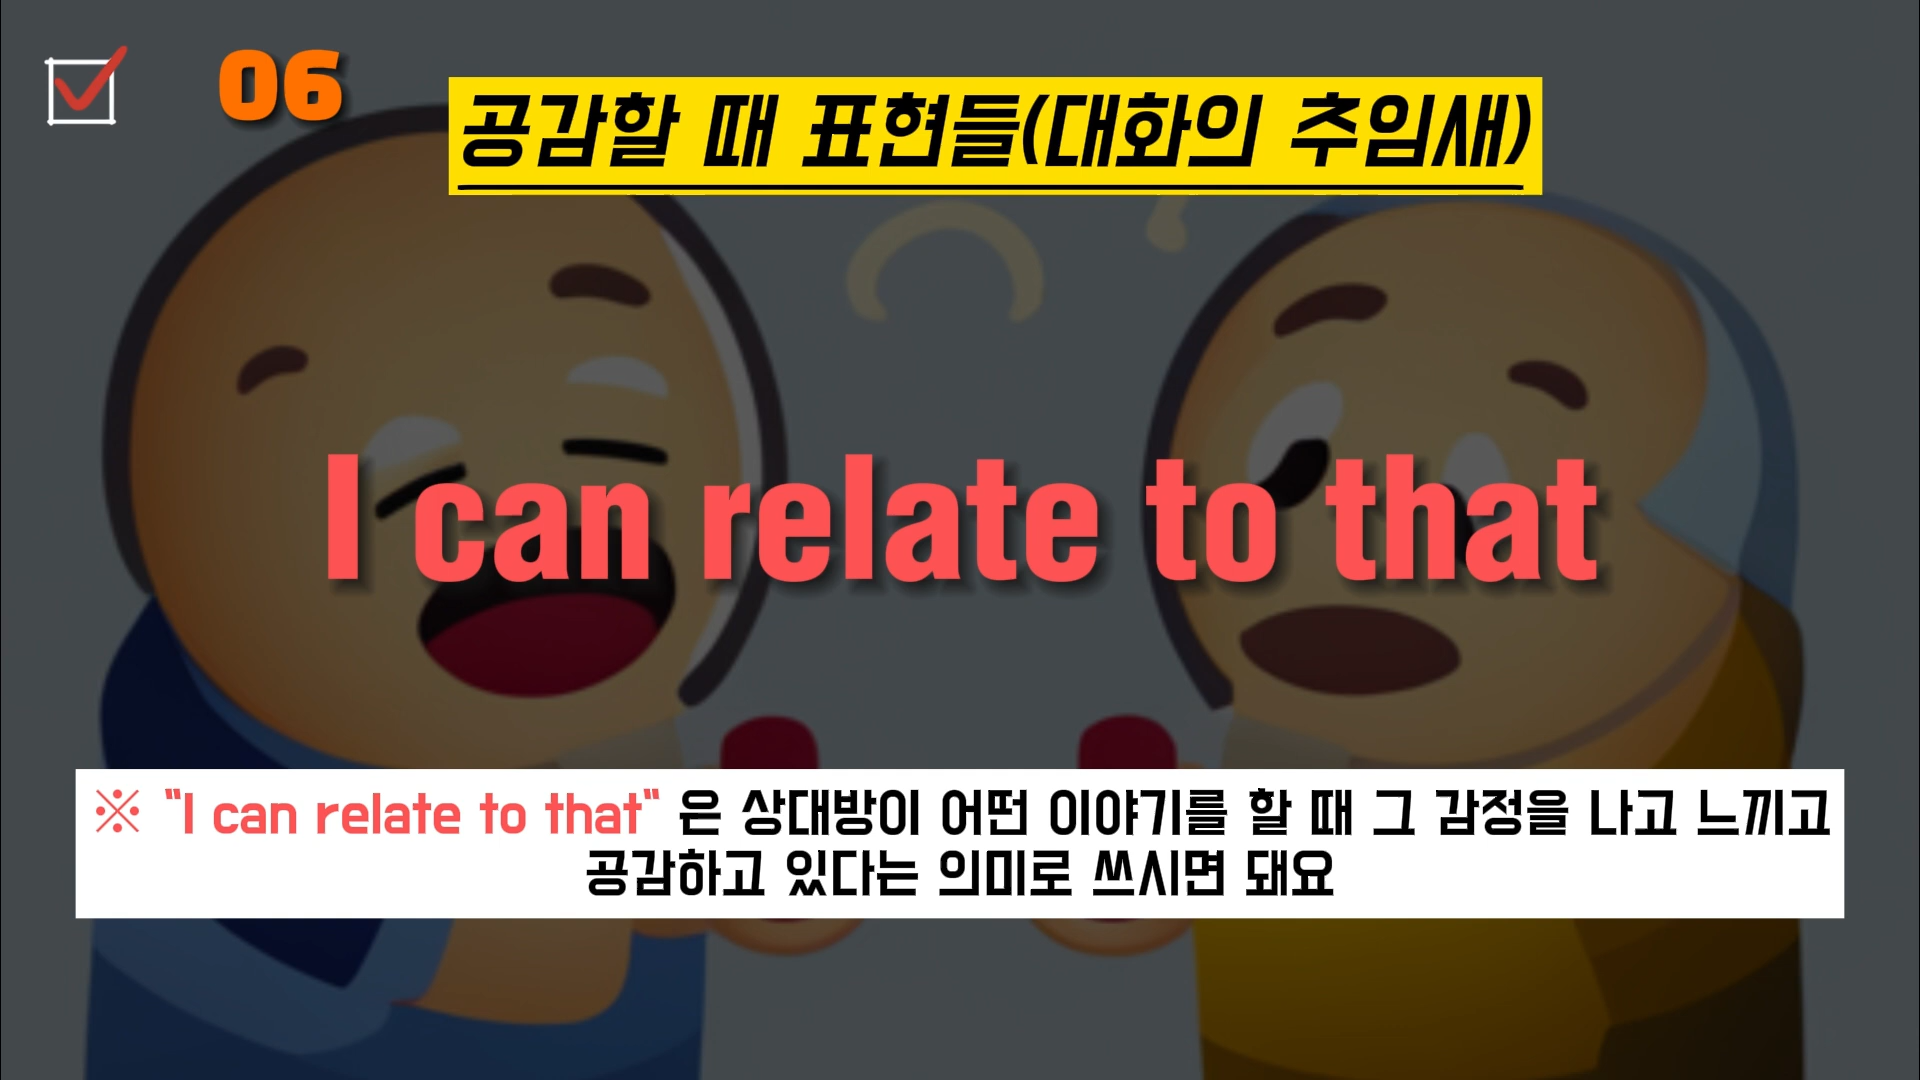 06
공감할 때 표현들(대화의 추임새)
I can relate to that
※ "I can relate to that" 은 상대방이 어떤 이야기를 할 때 그 감정을 나고 느끼고
공감하고 있다는 의미로 쓰시면 돼요